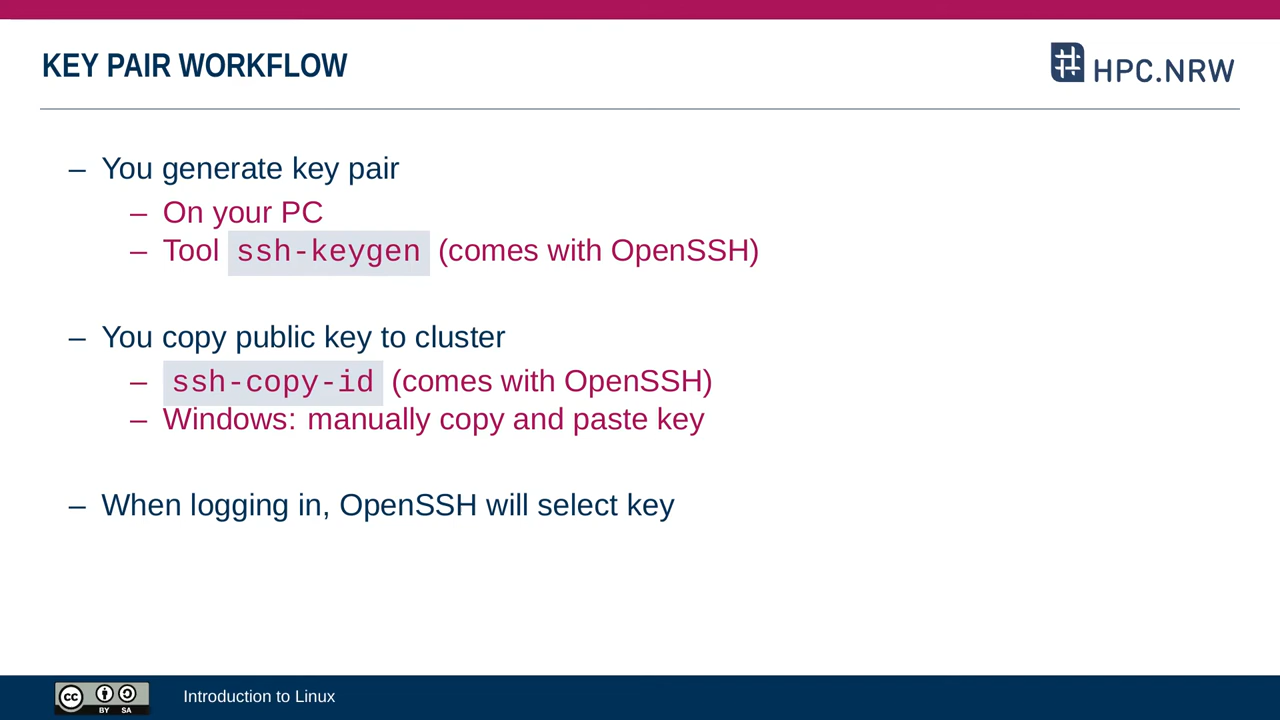 KEY PAIR WORKFLOW
HPC.NRW
– You generate key pair
– On your PC
– Tool ssh-keygen (comes with OpenSSH)
– You copy public key to cluster
– ssh-copy-id (comes with OpenSSH)
– Windows: manually copy and paste key
– When logging in, OpenSSH will select key
cc BY SA
Introduction to Linux